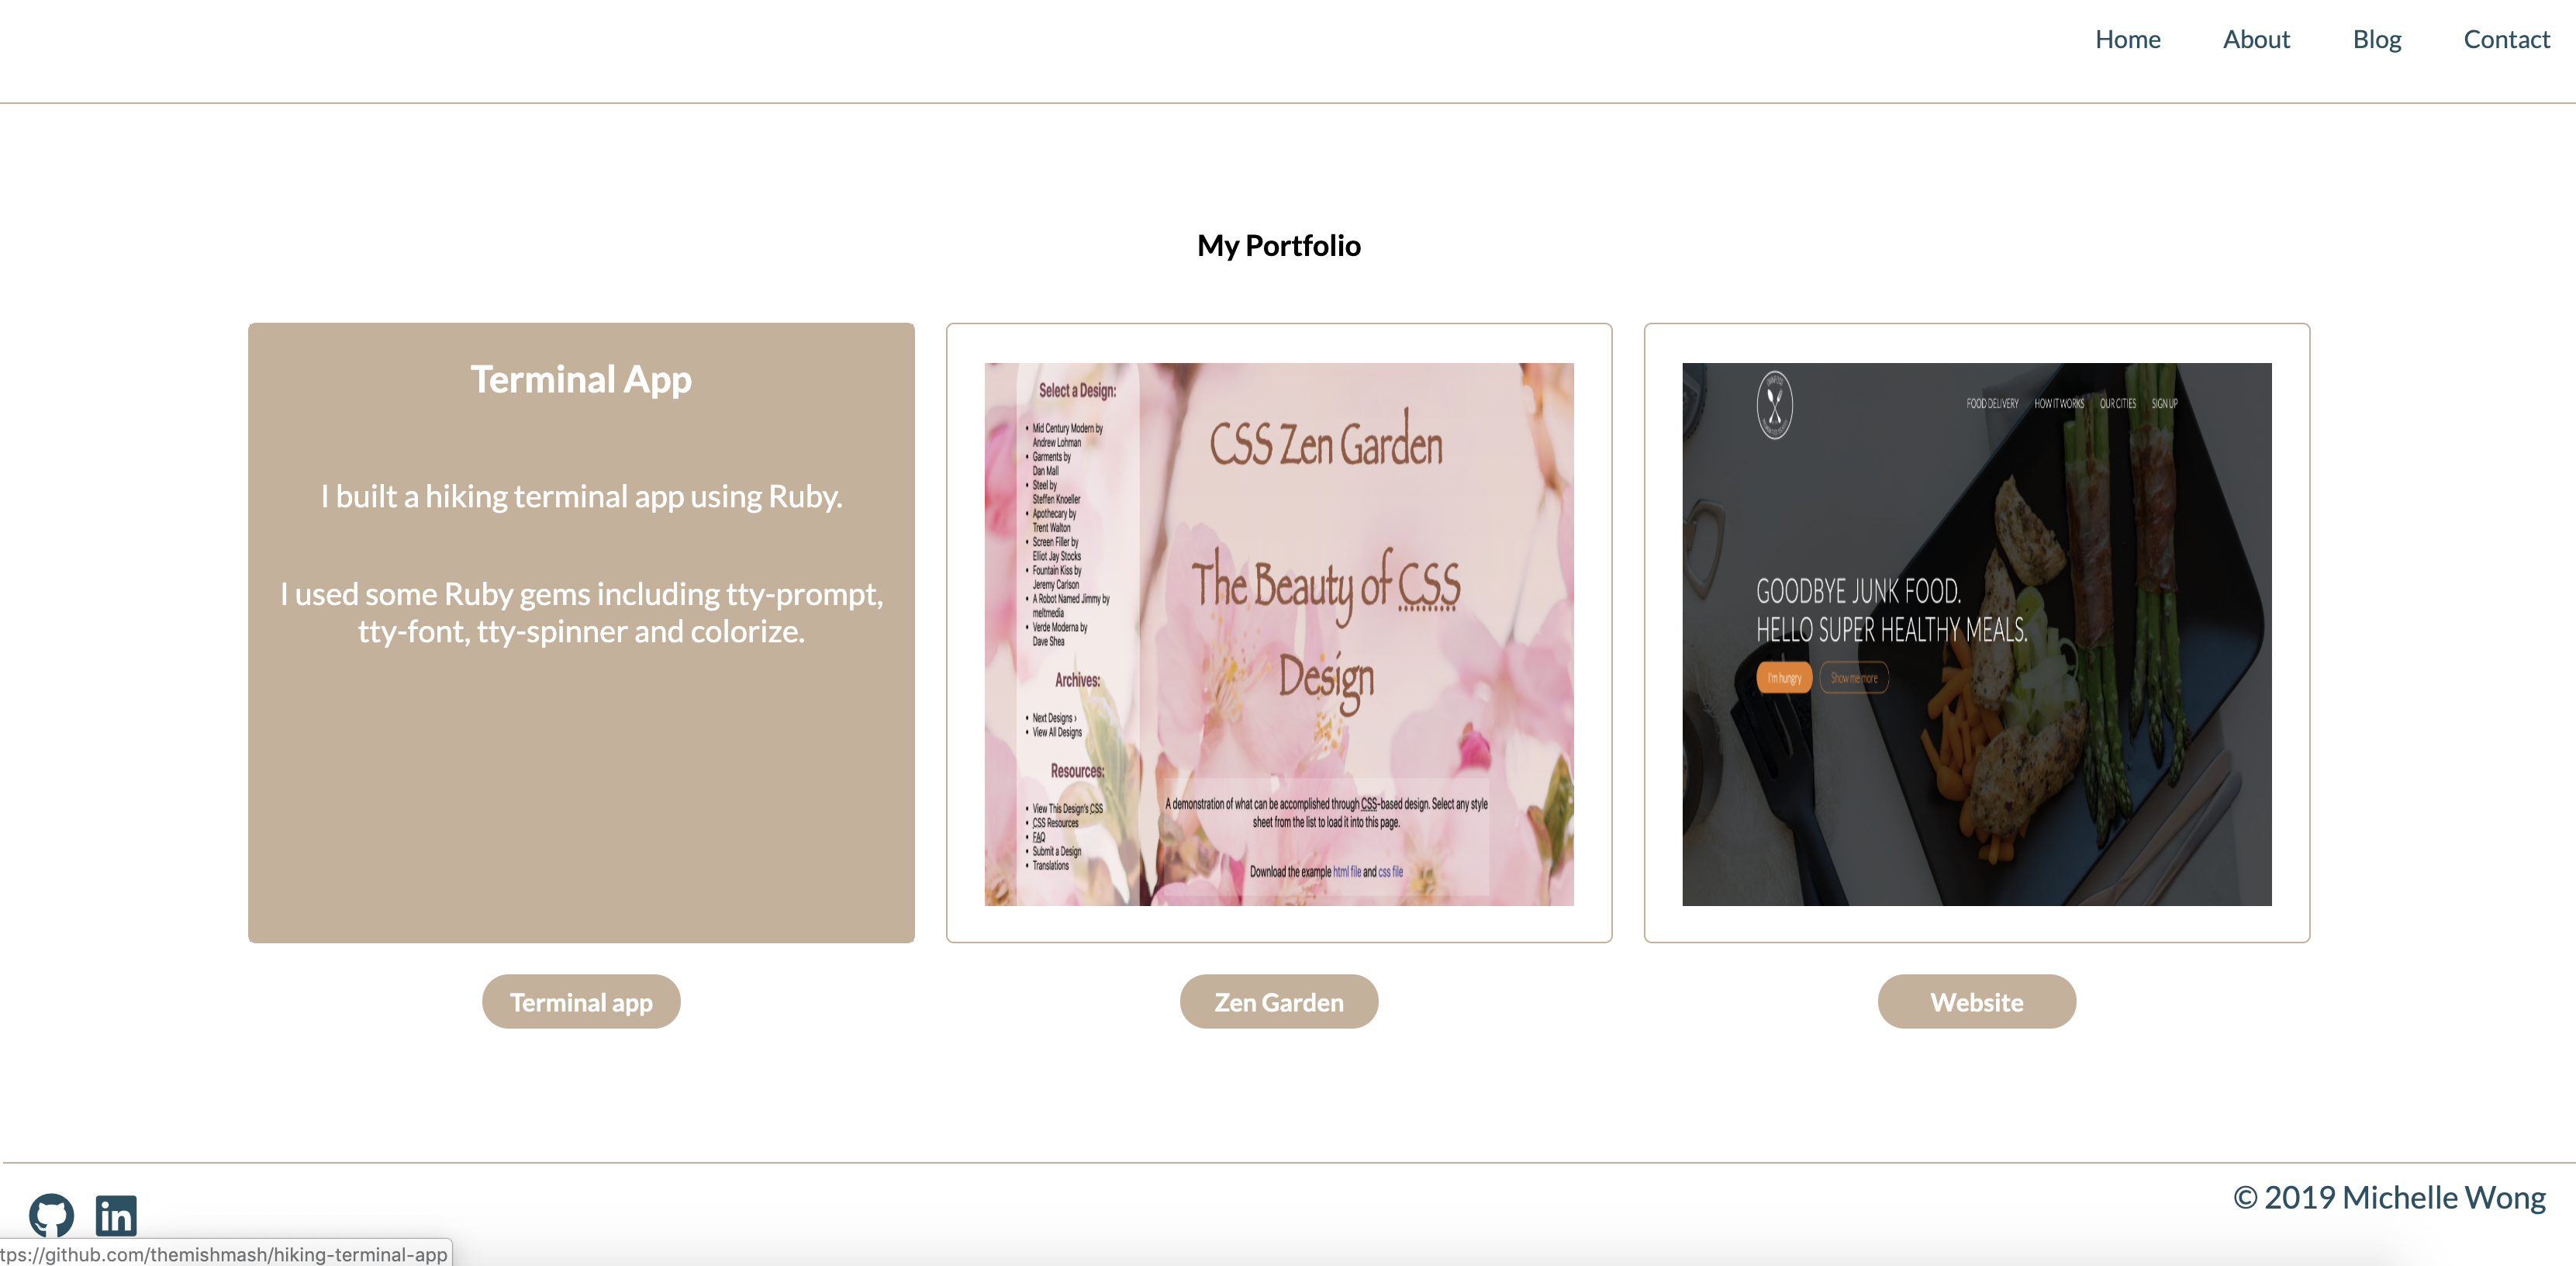 Home About Blog Contact
My Portfolio
Terminal App
I built a hiking terminal app using Ruby.
I used some Ruby gems including tty-prompt,
tty-font, tty-spinner and colorize.
Terminal app
Select a Design:
• Mid Century Modern by
Andrew Lohman
• Garments by
Dan Mall
• Steel by
Steffen Knoeller
• Apothecary by
Trent Walton
• Screen Filler by
Elliot Jay Stocks
• Fountain Kiss by
Jeremy Carlson
• A Robot Named Jimmy by
meltmedia
• Verde Moderna by
Dave Shea
Archives:
• Next Designs ›
• View All Designs
Resources:
• View This Design's CSS
• CSS Resources
• FAQ
• Submit a Design
• Translations
CSS Zen Garden
The Beauty of CSS
Design
A demonstration of what can be accomplished through CSS-based design. Select any style
sheet from the list to load it into this page.
Download the example html file and css file
Zen Garden
FOOD DELIVERY HOW IT WORKS OUR CITIES SIGN UP
GOODBYE JUNK FOOD.
HELLO SUPER HEALTHY MEALS.
I'm hungry Show me more
Website
in
© 2019 Michelle Wong
tps://github.com/themishmash/hiking-terminal-app